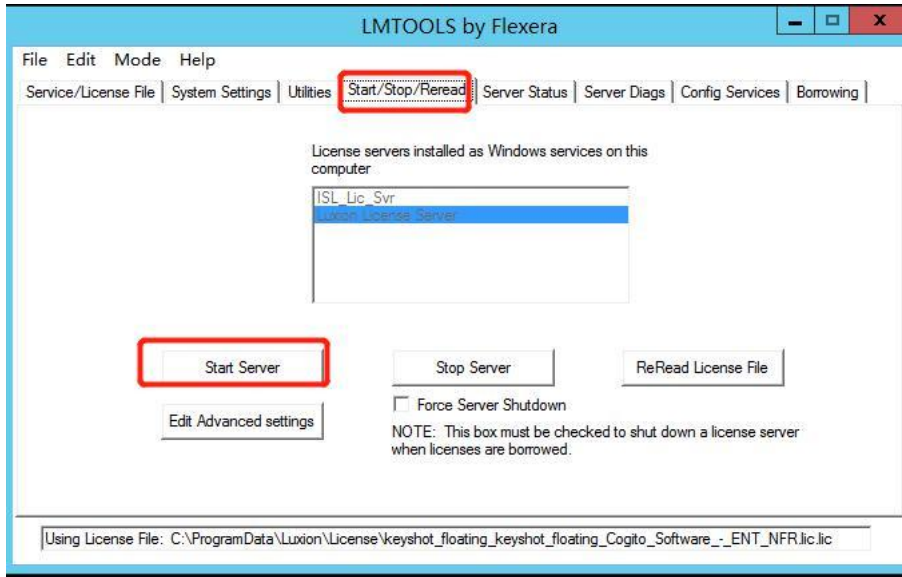 LMTOOLS by Flexera
File Edit Mode Help
Service/License File System Settings Utilities Start/Stop/Reread Server Status Server Diags Config Services Borrowing
License servers installed as Windows services on this
computer
ISL_Lic_Svr
Luxion License Server
Start Server Stop Server ReRead License File
Edit Advanced settings
Force Server Shutdown
NOTE: This box must be checked to shut down a license server
when licenses are borrowed.
Using License File: C:\ProgramData\Luxion\License\keyshot_floating_keyshot_floating_Cogito_Software_-_ENT_NFR.lic.lic